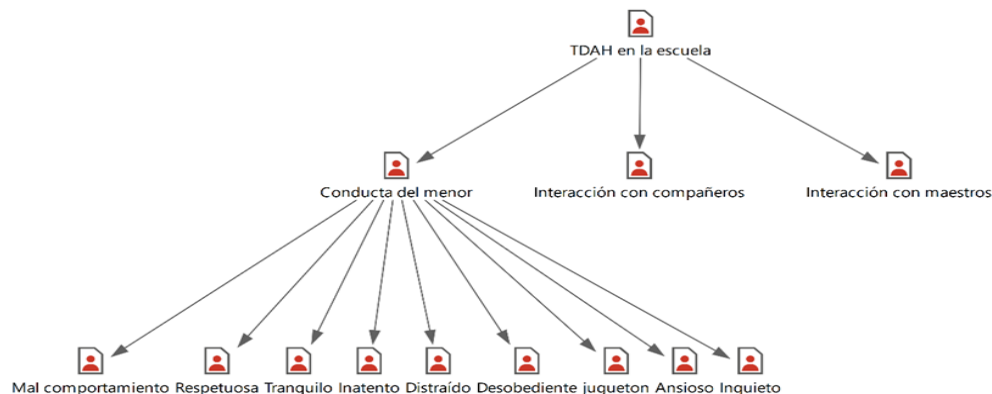 TDAH en la escuela
Conducta del menor Interacción con compañeros Interacción con maestros
Mal comportamiento Respetuosa Tranquilo Inatento Distraído Desobediente jugueton Ansioso Inquieto